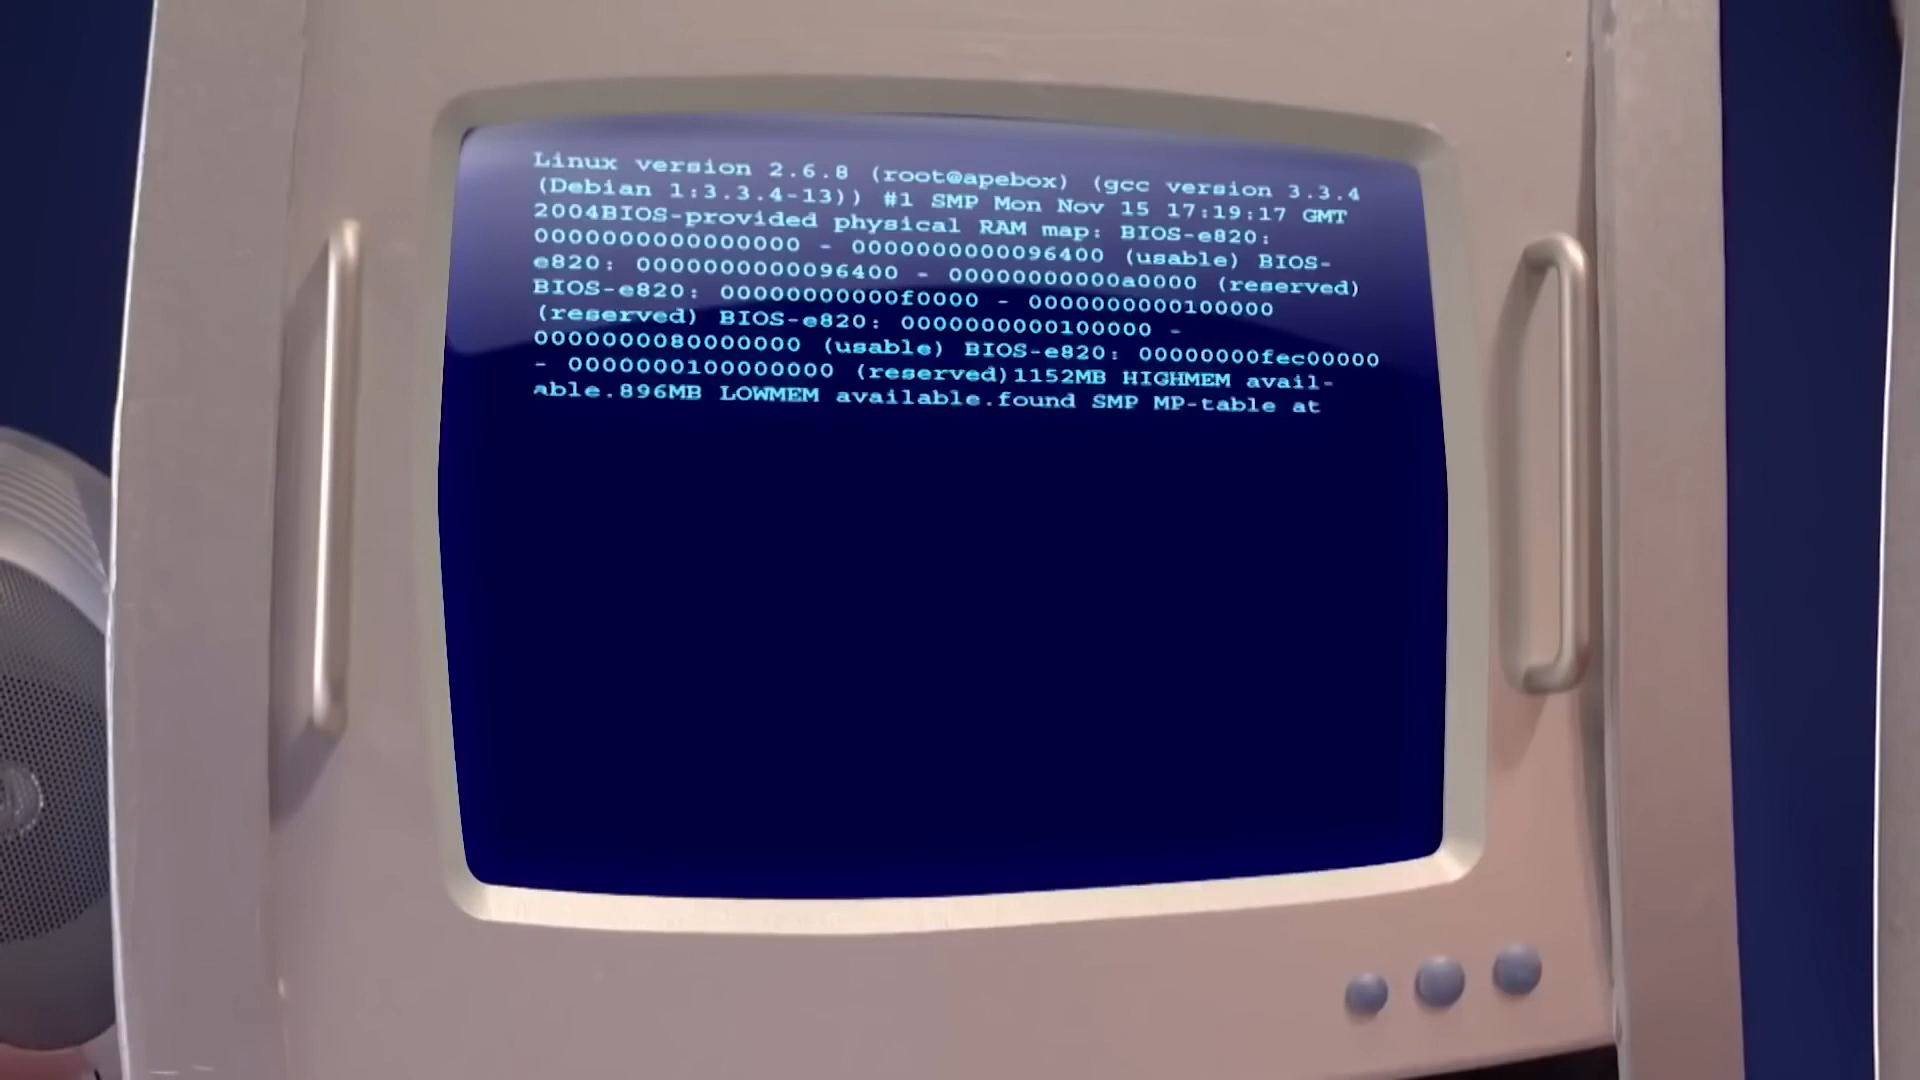 Linux version 2.6.8 (root@apebox) (gcc version 3.3.4
(Debian 1:3.3.4-13)) #1 SMP Mon Nov 15 17:19:17 GMT
2004BIOS-provided physical RAM map: BIOS-e820:
0000000000000000 - 0000000000096400 (usable) BIOS-
e820: 0000000000096400 - 00000000000a0000 (reserved)
BIOS-e820: 00000000000f0000 - 0000000000100000
(reserved) BIOS-e820: 0000000000100000 -
0000000080000000 (usable) BIOS-e820: 00000000fec00000
- 0000000100000000 (reserved)1152MB HIGHMEM avail-
able.896MB LOWMEM available.found SMP MP-table at